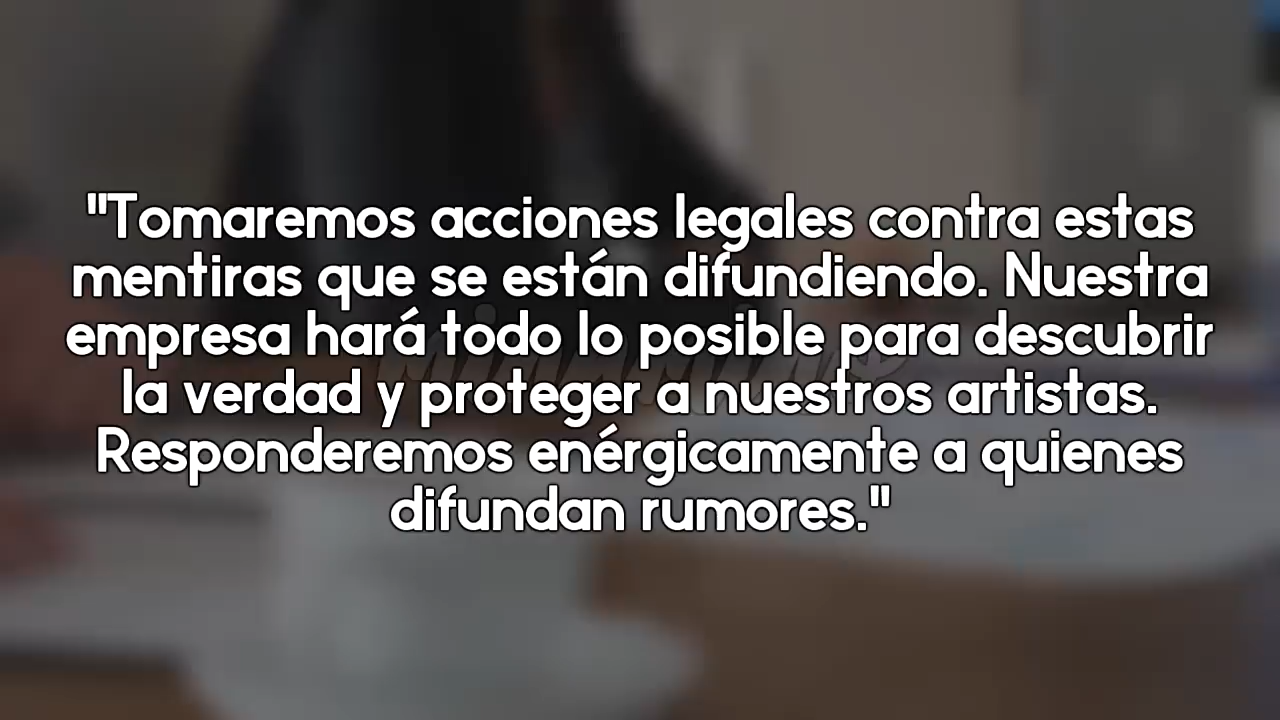 "Tomaremos acciones legales contra estas
mentiras que se están difundiendo. Nuestra
empresa hará todo lo posible para descubrir
la verdad y proteger a nuestros artistas.
Responderemos enérgicamente a quienes
difundan rumores."